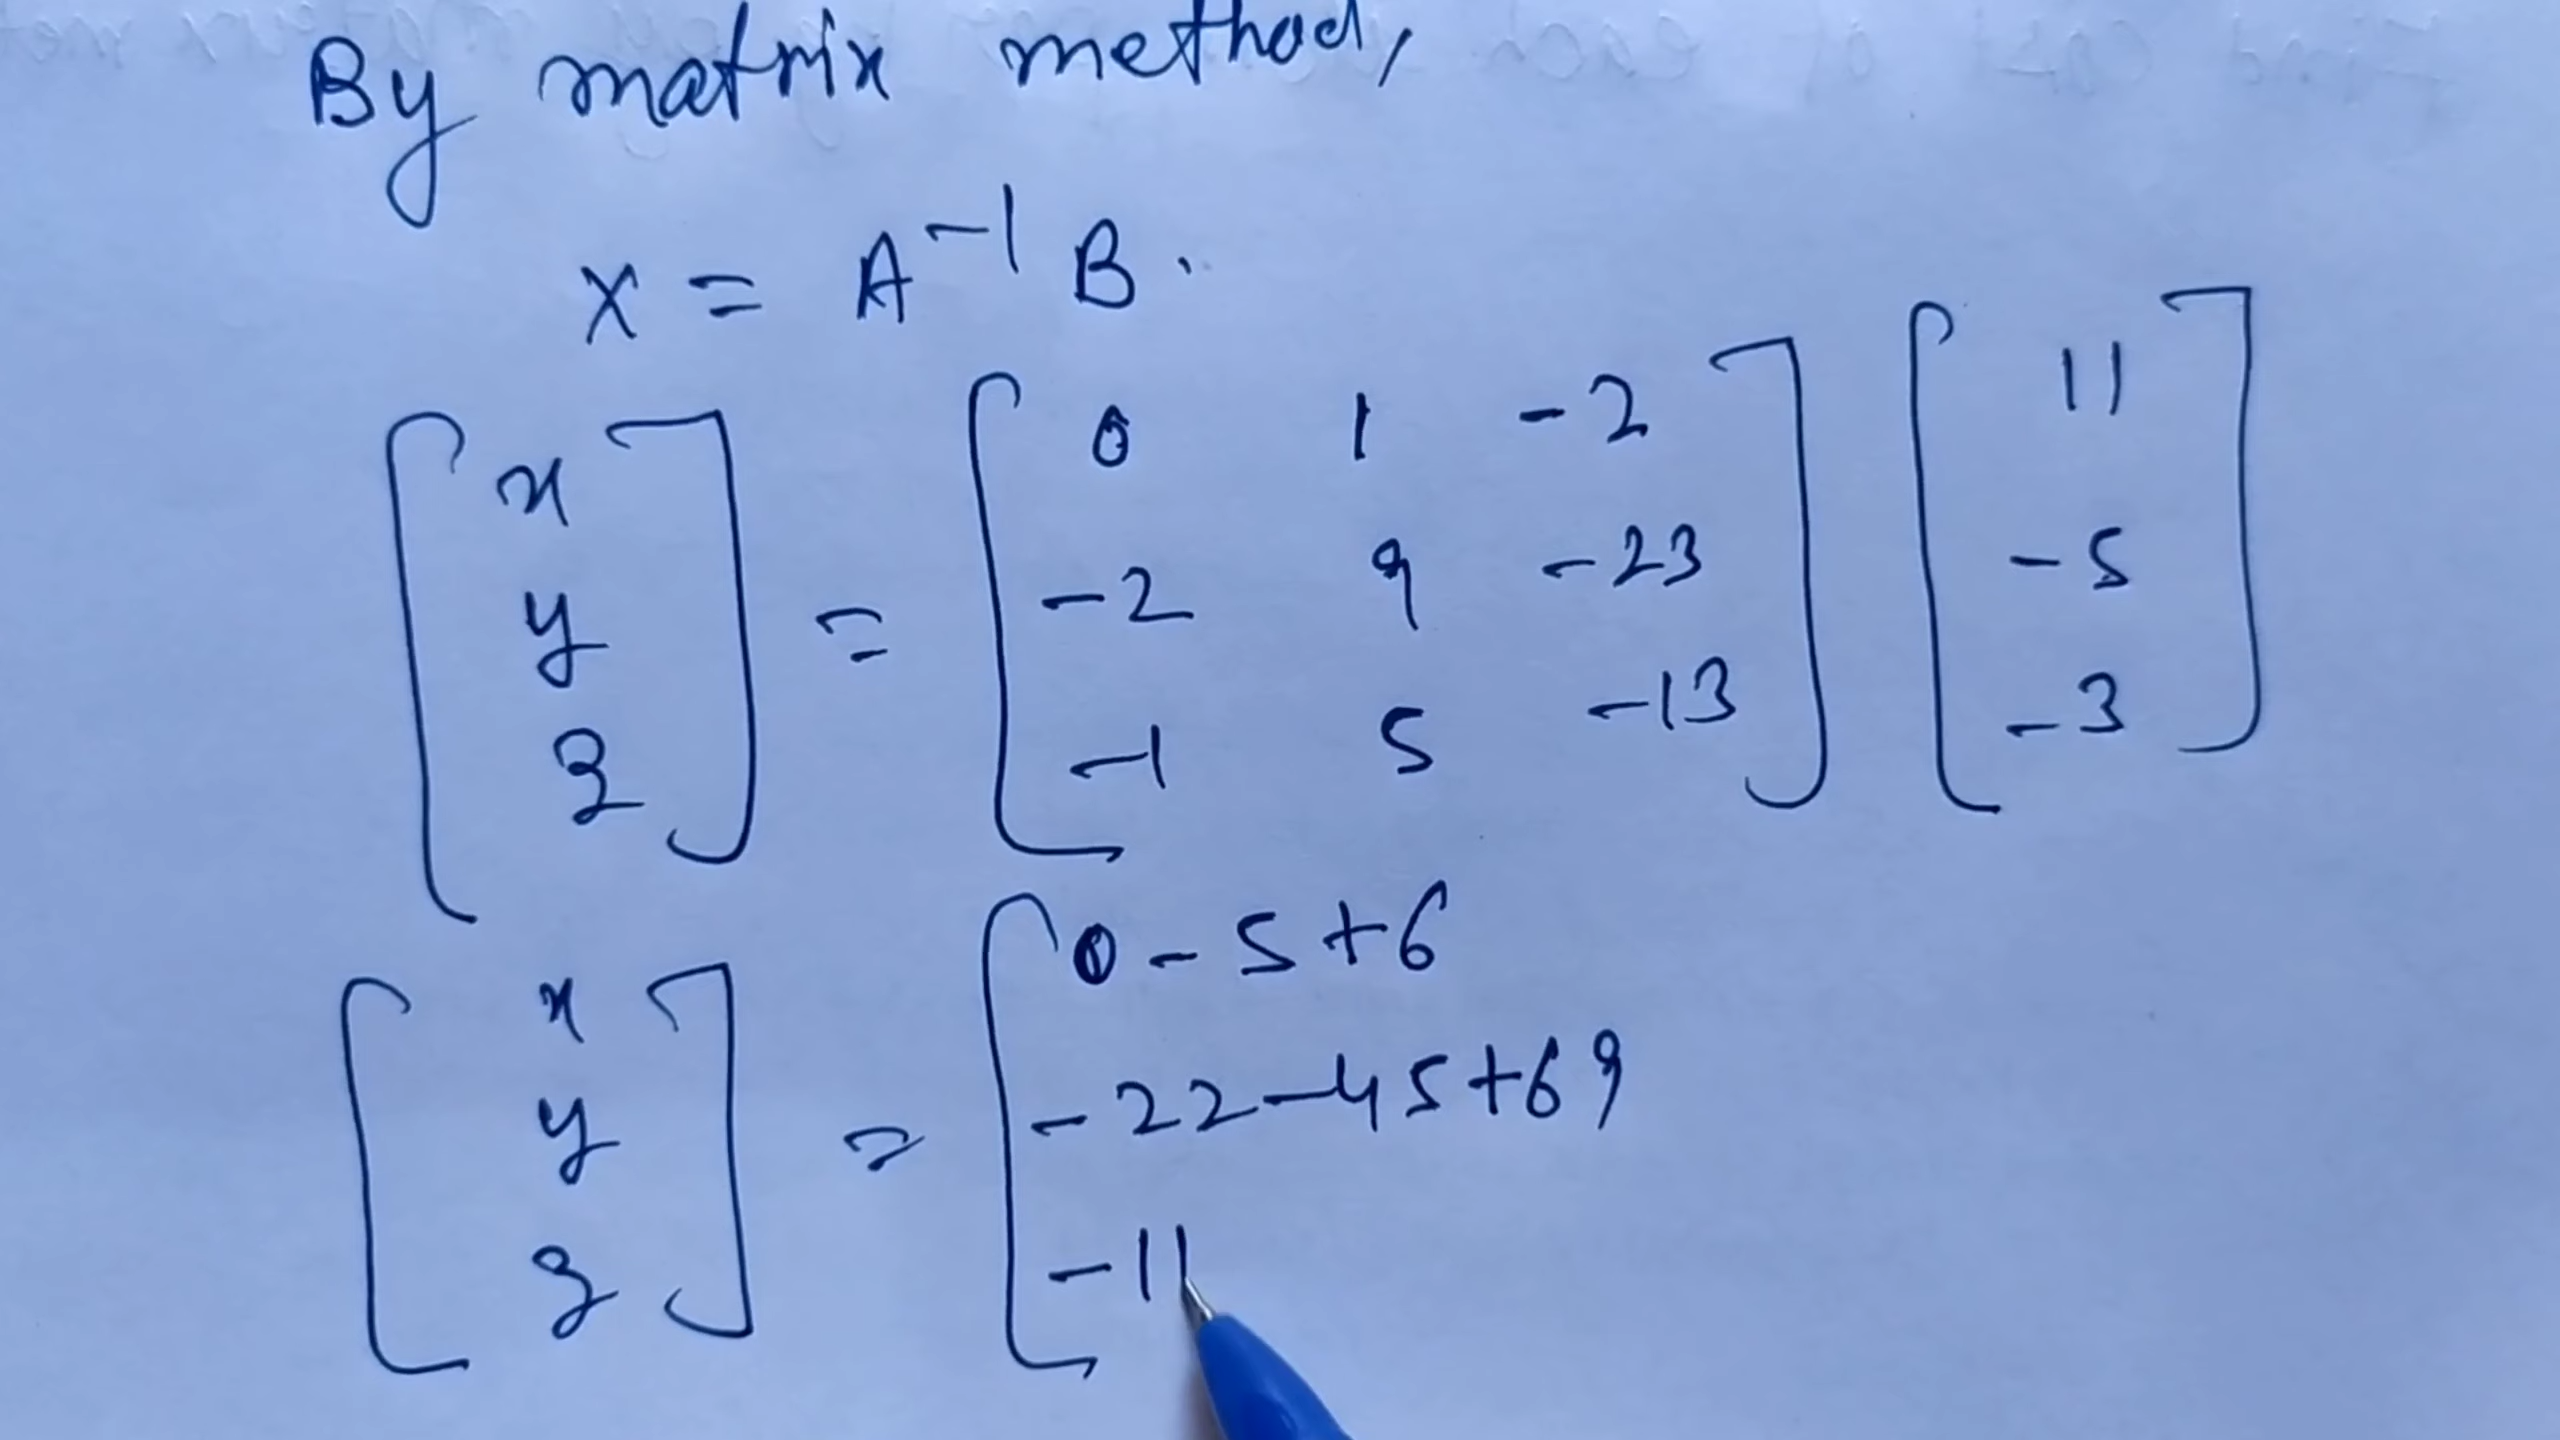 By matrix method,
X = A⁻¹ B.
[x y z] = [0 1 -2; -2 9 -23; -1 5 -13] [11; -5; -3]
[x y z] = [0 - 5 + 6; -22 - 45 + 69; -11